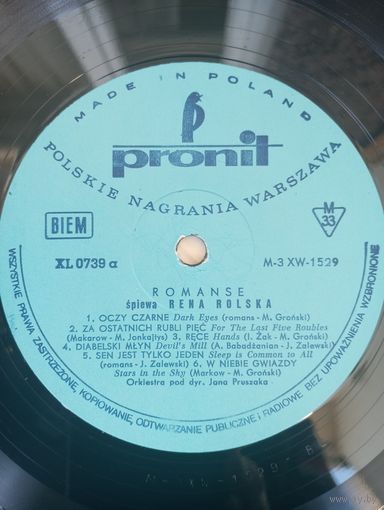 MADE IN POLAND
pronit
POLSKIE NAGRANIA WARSZAWA
BIEM
M
33
XL 0739 a
M-3 XW-1529
ROMANSE
śpiewa RENA ROLSKA
1. OCZY CZARNE Dark Eyes (romans - M. Groński)
2. ZA OSTATNICH RUBLI PIĘĆ For The Last Five Roubles
(Makarow - M. Jonkajtys) 3. RĘCE Hands (I. Żak - M. Groński)
4. DIABELSKI MŁYN Devil's Mill (A. Babadżanian - J. Zalewski)
5. SEN JEST TYLKO JEDEN Sleep is Common to All
(romans - J. Zalewski) 6. W NIEBIE GWIAZDY
Stars in the Sky (Markow - M. Groński)
Orkiestra pod dyr. Jana Pruszaka
WSZYSTKIE PRAWA ZASTRZEŻONE, KOPIOWANIE, ODTWARZANIE PUBLICZNE I RADIOWE BEZ UPOWAŻNIENIA WZBRONIONE